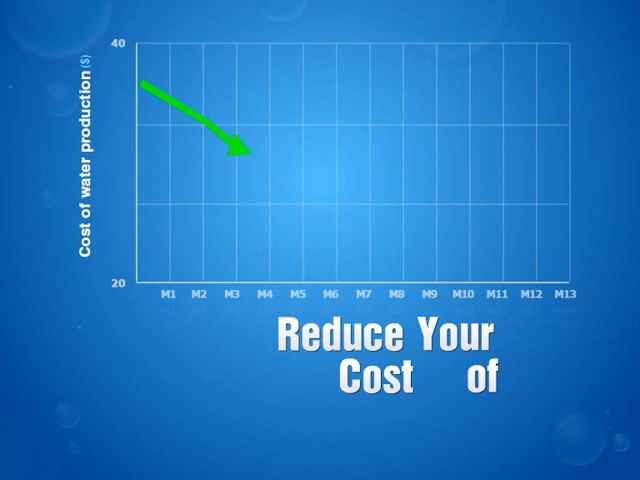 40
Cost of water production ($)
20
M1 M2 M3 M4 M5 M6 M7 M8 M9 M10 M11 M12 M13
Reduce Your
Cost of